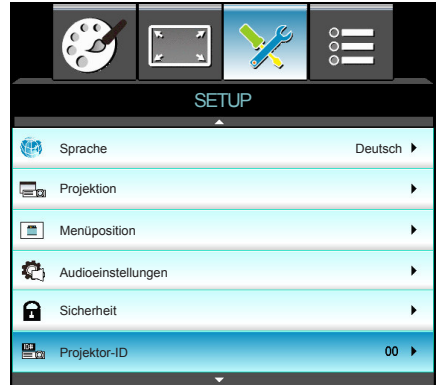 SETUP
Sprache Deutsch
Projektion
Menüposition
Audioeinstellungen
Sicherheit
Projektor-ID 00